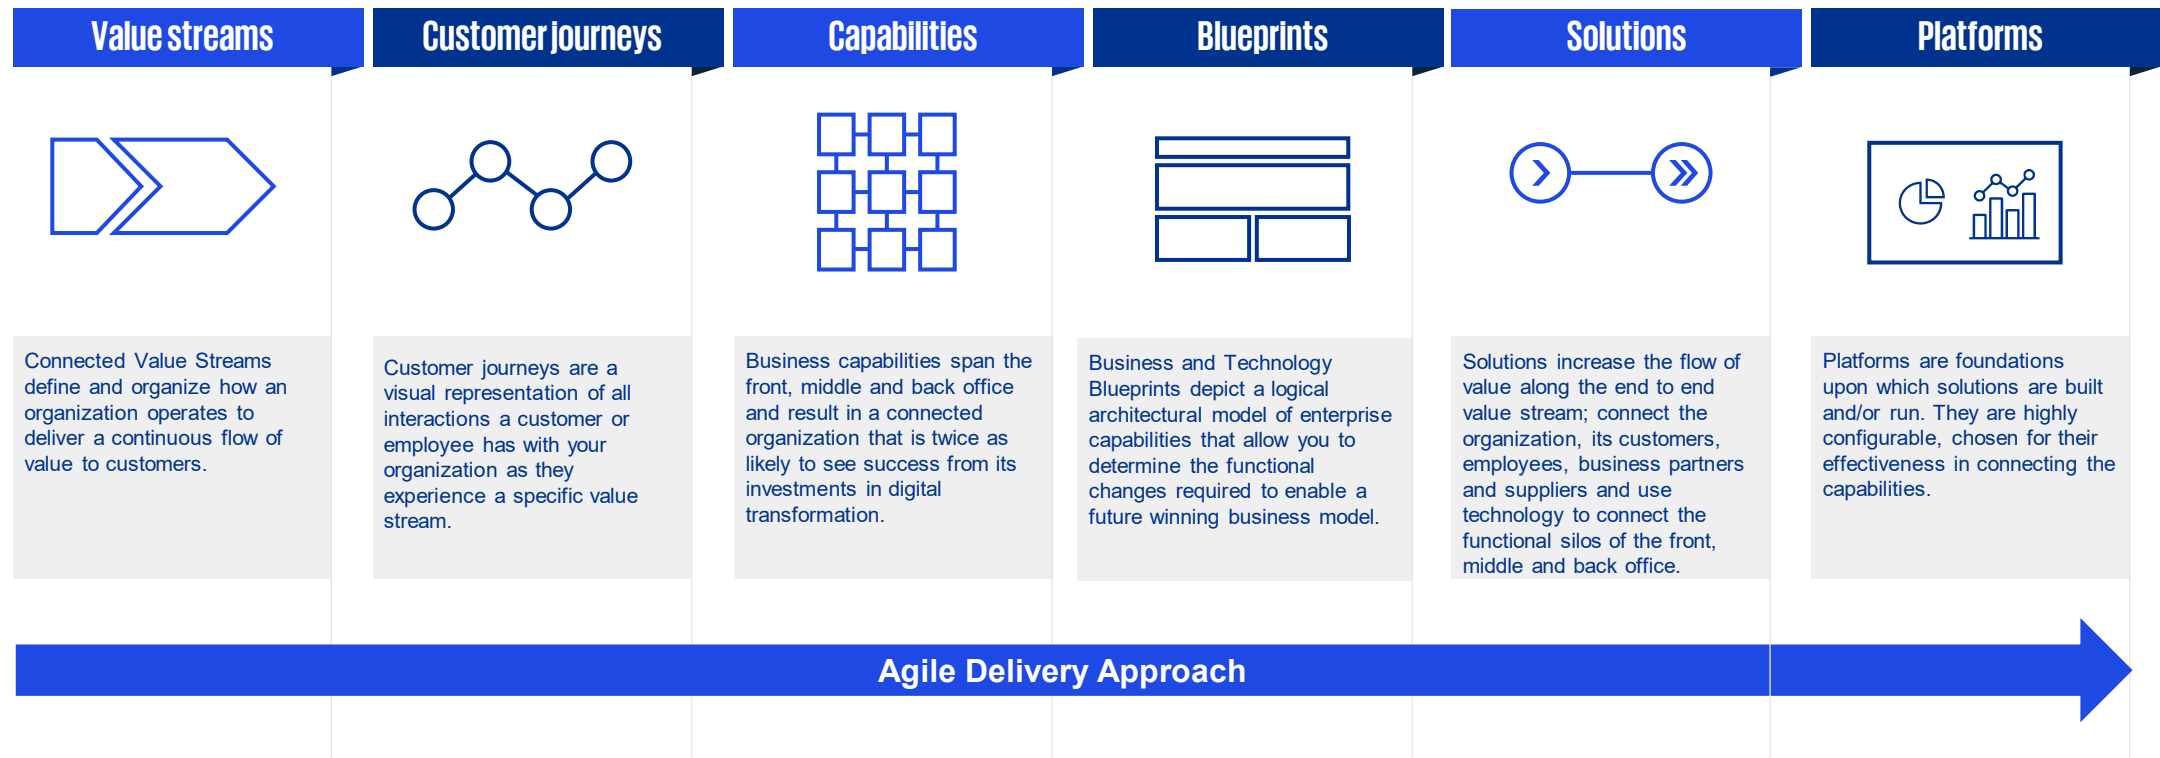 Value streams
Customer journeys
Capabilities
Blueprints
Solutions
Platforms
Connected Value Streams
define and organize how an
organization operates to
deliver a continuous flow of
value to customers.
Customer journeys are a
visual representation of all
interactions a customer or
employee has with your
organization as they
experience a specific value
stream.
Business capabilities span the
front, middle and back office
and result in a connected
organization that is twice as
likely to see success from its
investments in digital
transformation.
Business and Technology
Blueprints depict a logical
architectural model of enterprise
capabilities that allow you to
determine the functional
changes required to enable a
future winning business model.
Solutions increase the flow of
value along the end to end
value stream; connect the
organization, its customers,
employees, business partners
and suppliers and use
technology to connect the
functional silos of the front,
middle and back office.
Platforms are foundations
upon which solutions are built
and/or run. They are highly
configurable, chosen for their
effectiveness in connecting the
capabilities.
Agile Delivery Approach